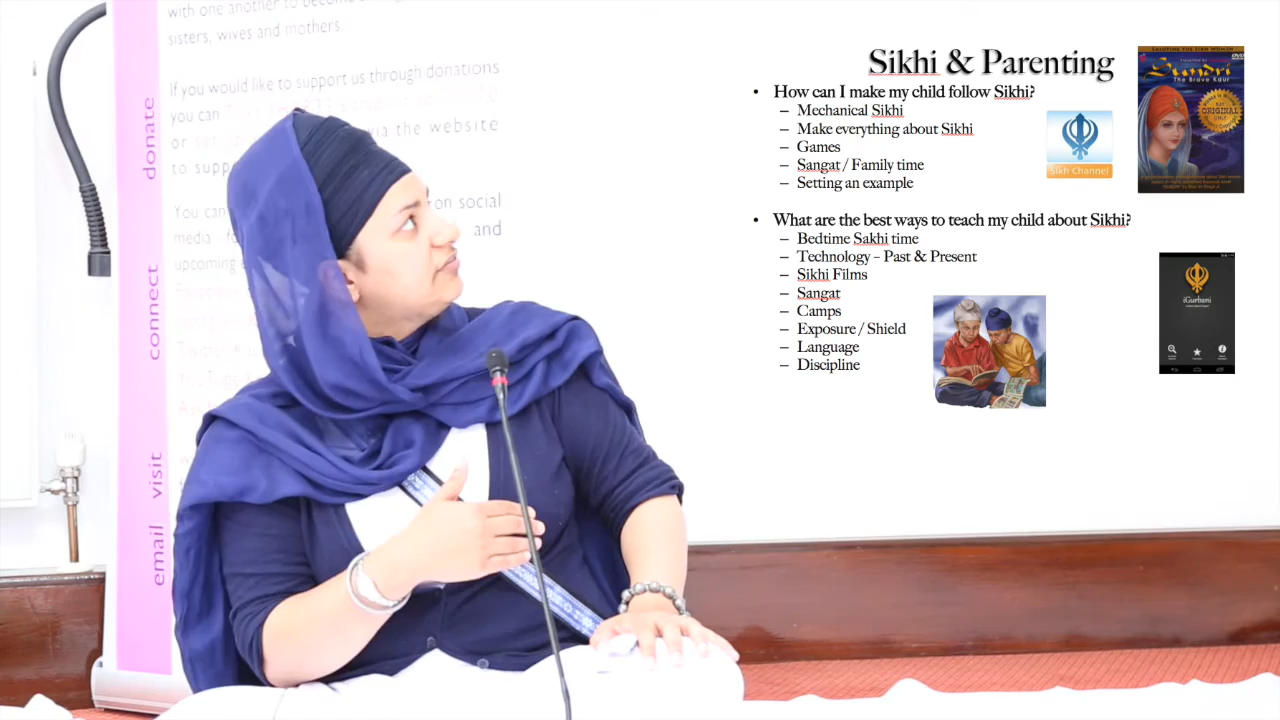 with one another to become
sisters, wives and mothers.
If you would like to support us through donations
you can
or via the website
to supp
You can on social
media and
upcoming
donate
connect
visit
email
Sikhi & Parenting
• How can I make my child follow Sikhi?
– Mechanical Sikhi
– Make everything about Sikhi
– Games
– Sangat / Family time
– Setting an example
• What are the best ways to teach my child about Sikhi?
– Bedtime Sakhi time
– Technology – Past & Present
– Sikhi Films
– Sangat
– Camps
– Exposure / Shield
– Language
– Discipline
Sikh Channel
DVD
Sundri
The Brave Kaur
ORIGINAL
iGurbani